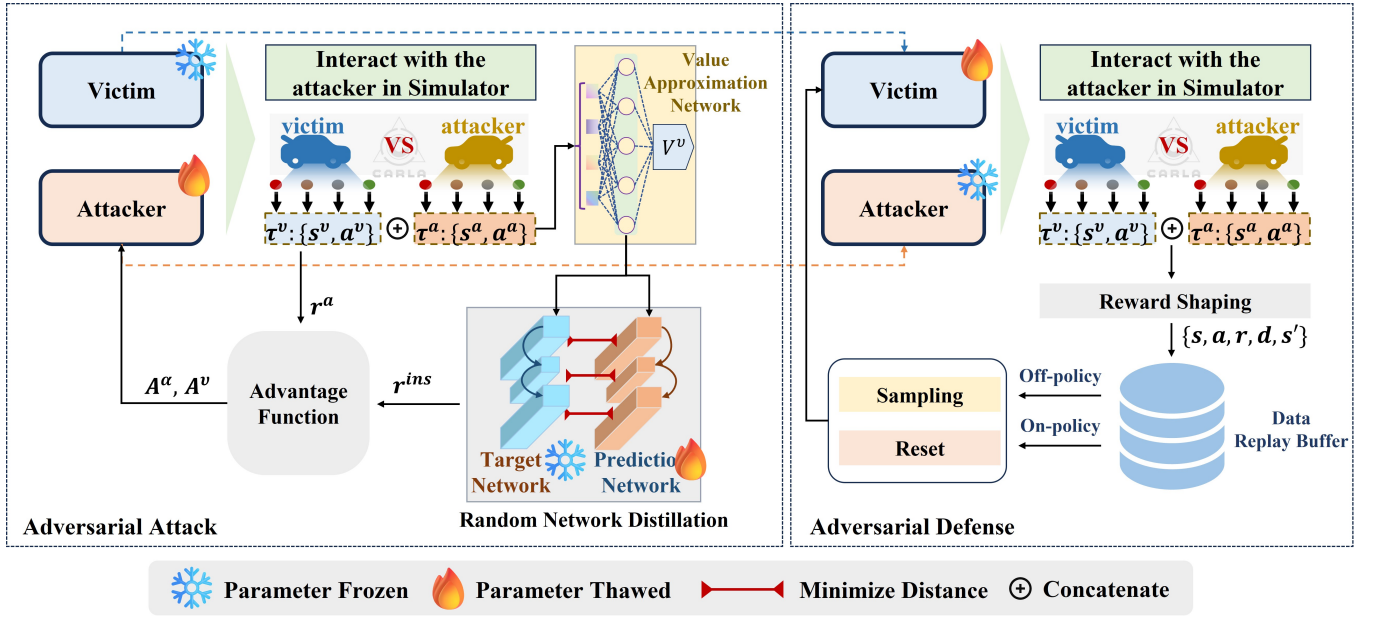 Victim
Attacker
Interact with the
attacker in Simulator
victim
VS
attacker
CARLA
τᵛ:{sᵛ, aᵛ}
τᵃ:{sᵃ, aᵃ}
Value
Approximation
Network
Vᵛ
rᵃ
Advantage
Function
Aᵅ, Aᵛ
rⁱⁿˢ
Target
Network
Predictio
Network
Random Network Distillation
Adversarial Attack
Victim
Attacker
Interact with the
attacker in Simulator
victim
VS
attacker
CARLA
τᵛ:{sᵛ, aᵛ}
τᵃ:{sᵃ, aᵃ}
Reward Shaping
{s, a, r, d, s′}
Sampling
Reset
Off-policy
On-policy
Data
Replay Buffer
Adversarial Defense
Parameter Frozen
Parameter Thawed
Minimize Distance
Concatenate